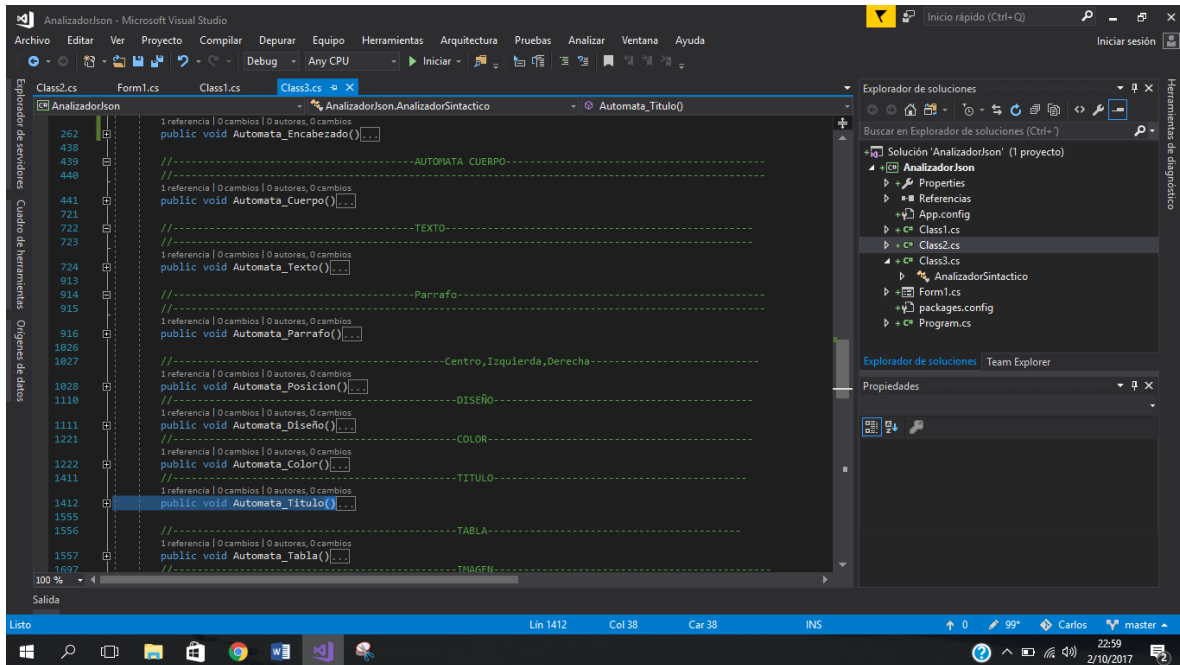 AnalizadorJson - Microsoft Visual Studio
Inicio rápido (Ctrl+Q)
Archivo Editar Ver Proyecto Compilar Depurar Equipo Herramientas Arquitectura Pruebas Analizar Ventana Ayuda
Iniciar sesión
Debug Any CPU Iniciar
Explorador de servidores
Cuadro de herramientas
Orígenes de datos
Class2.cs Form1.cs Class1.cs Class3.cs
AnalizadorJson AnalizadorJson.AnalizadorSintactico Automata_Titulo()
1 referencia | 0 cambios | 0 autores, 0 cambios
262 public void Automata_Encabezado()...
438
439 //--------------------------------------AUTOMATA CUERPO-----------------------------------------
440 //----------------------------------------------------------------------------------------------
1 referencia | 0 cambios | 0 autores, 0 cambios
441 public void Automata_Cuerpo()...
721
722 //--------------------------------------TEXTO-------------------------------------------------
723 //--------------------------------------------------------------------------------------------
1 referencia | 0 cambios | 0 autores, 0 cambios
724 public void Automata_Texto()...
913
914 //--------------------------------------Parrafo-------------------------------------------------
915 //----------------------------------------------------------------------------------------------
1 referencia | 0 cambios | 0 autores, 0 cambios
916 public void Automata_Parrafo()...
1026
1027 //-------------------------------------------Centro,Izquierda,Derecha--------------------------
1 referencia | 0 cambios | 0 autores, 0 cambios
1028 public void Automata_Posicion()...
1110 //---------------------------------------------DISEÑO-----------------------------------------
1 referencia | 0 cambios | 0 autores, 0 cambios
1111 public void Automata_Diseño()...
1221 //---------------------------------------------COLOR------------------------------------------
1 referencia | 0 cambios | 0 autores, 0 cambios
1222 public void Automata_Color()...
1411 //---------------------------------------------TITULO----------------------------------------
1 referencia | 0 cambios | 0 autores, 0 cambios
1412 public void Automata_Titulo()...
1555
1556 //---------------------------------------------TABLA----------------------------------------
1 referencia | 0 cambios | 0 autores, 0 cambios
1557 public void Automata_Tabla()...
1697 //---------------------------------------------IMAGEN----------------------------------------
100 %
Salida
Explorador de soluciones
Buscar en Explorador de soluciones (Ctrl+´)
Solución 'AnalizadorJson' (1 proyecto)
AnalizadorJson
Properties
Referencias
App.config
Class1.cs
Class2.cs
Class3.cs
AnalizadorSintactico
Form1.cs
packages.config
Program.cs
Explorador de soluciones Team Explorer
Propiedades
Herramientas de diagnóstico
Listo Lín 1412 Col 38 Car 38 INS 0 99* Carlos master
22:59
2/10/2017